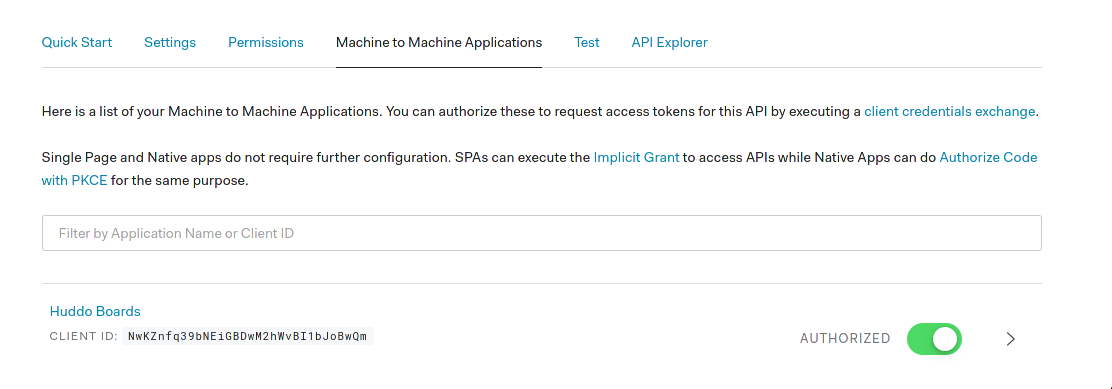 Quick Start Settings Permissions Machine to Machine Applications Test API Explorer
Here is a list of your Machine to Machine Applications. You can authorize these to request access tokens for this API by executing a client credentials exchange.
Single Page and Native apps do not require further configuration. SPAs can execute the Implicit Grant to access APIs while Native Apps can do Authorize Code
with PKCE for the same purpose.
Filter by Application Name or Client ID
Huddo Boards
CLIENT ID: NwKZnfq39bNEiGBDwM2hWvBI1bJoBwQm
AUTHORIZED